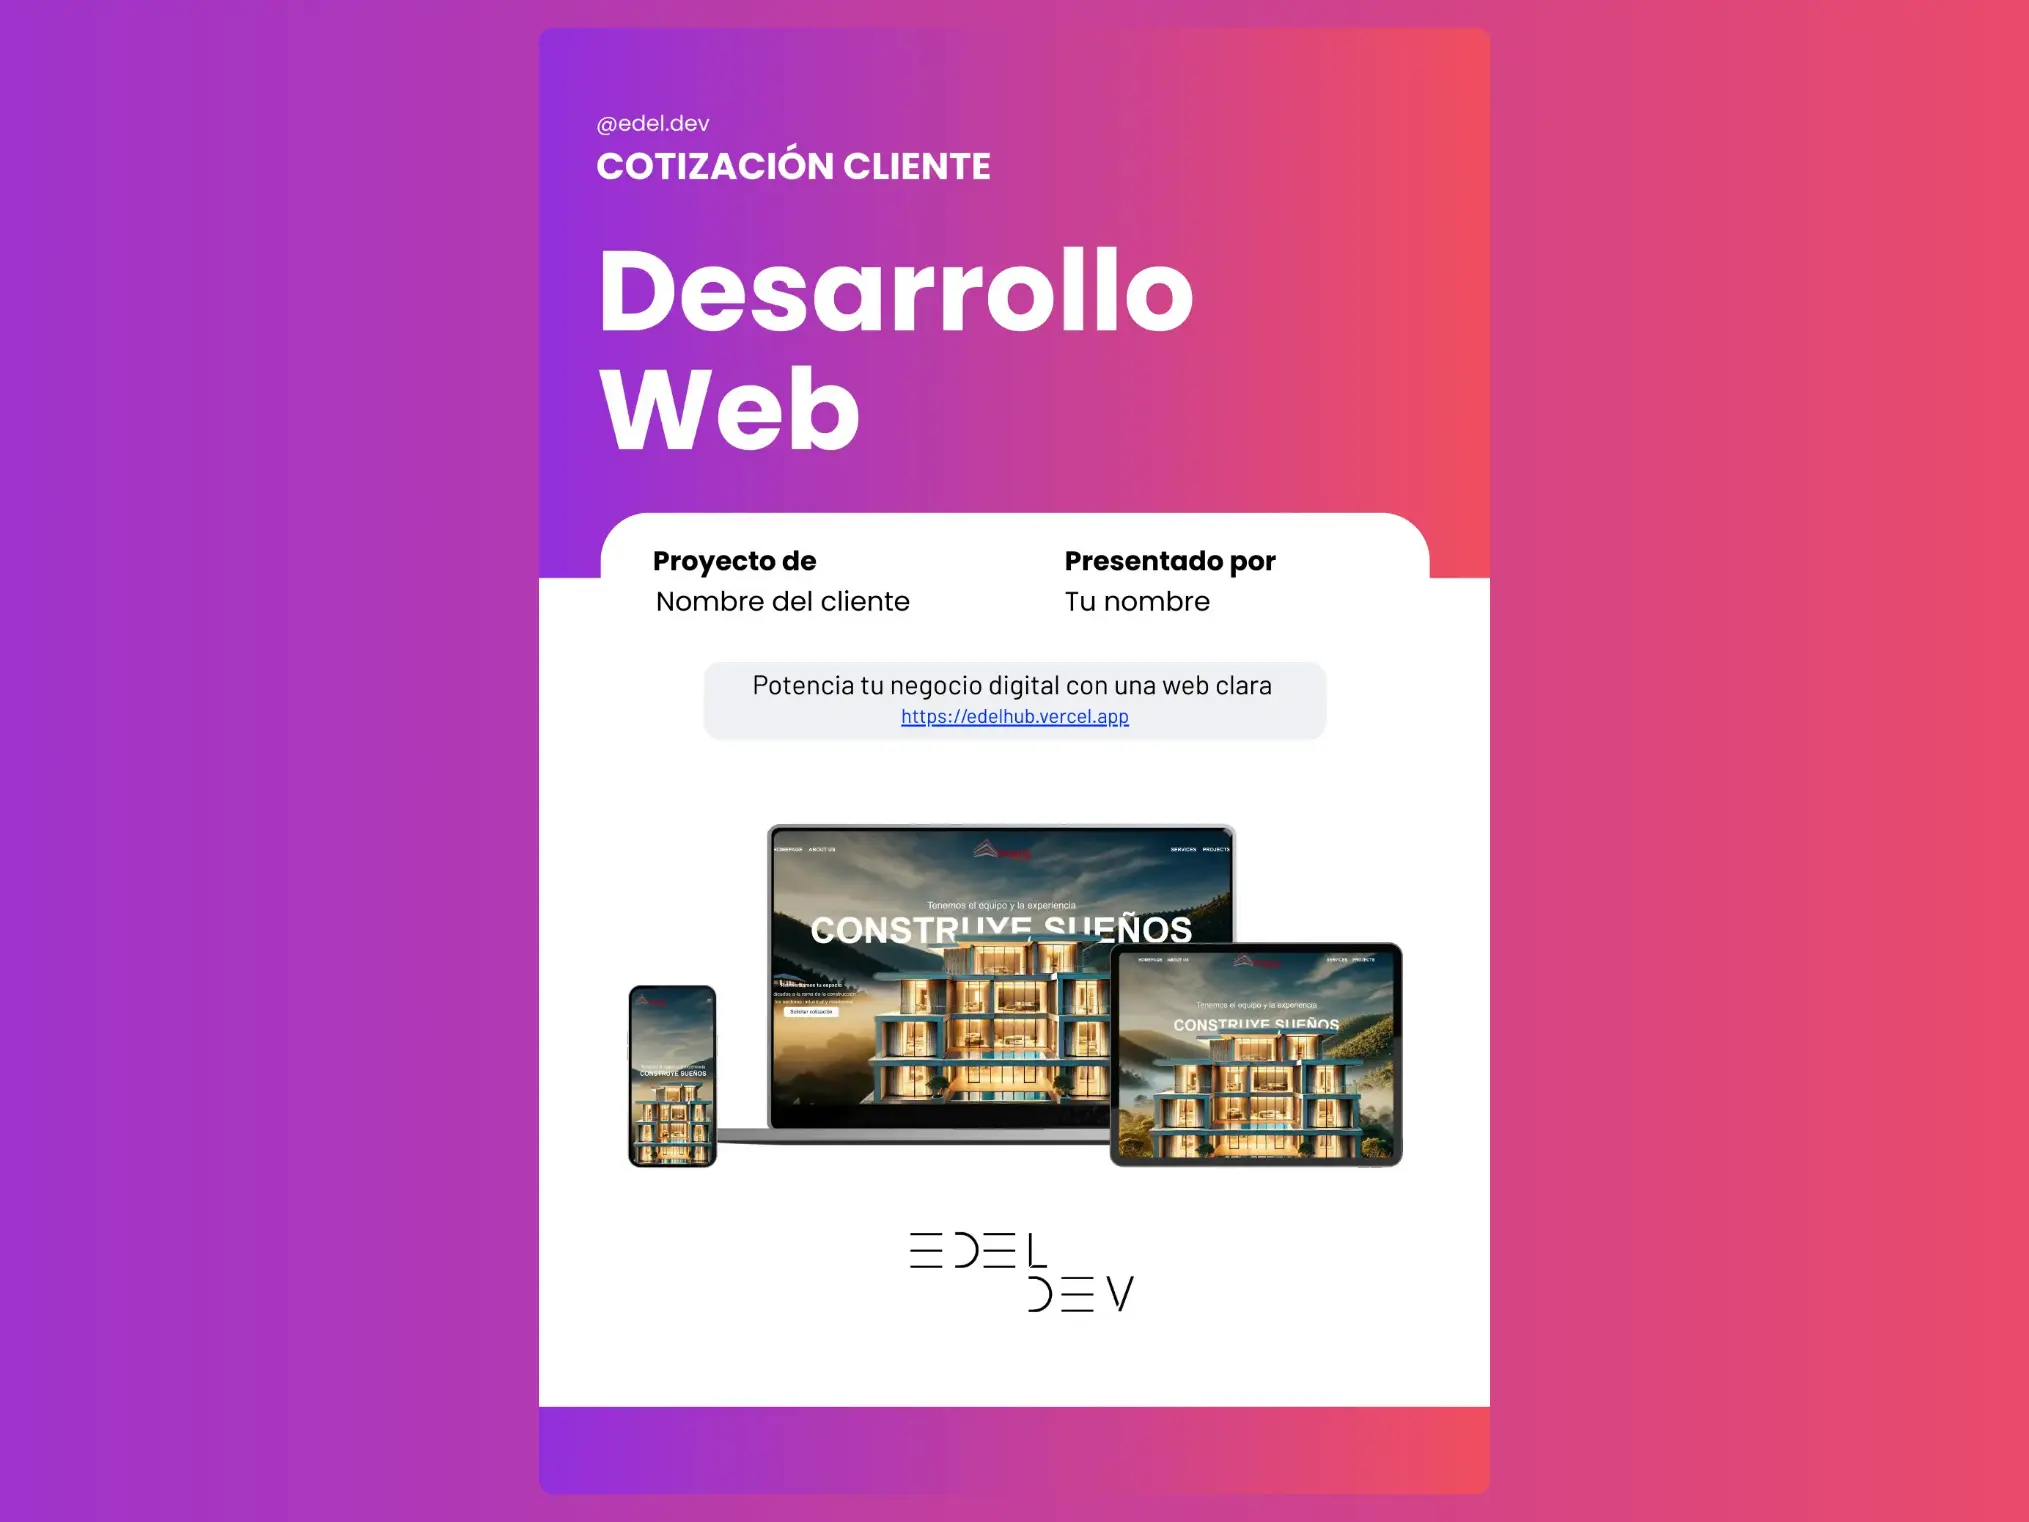 @edel.dev
COTIZACIÓN CLIENTE
Desarrollo
Web
Proyecto de
Nombre del cliente
Presentado por
Tu nombre
Potencia tu negocio digital con una web clara
https://edelhub.vercel.app
HOMEPAGE ABOUT US
SERVICES PROJECTS
Tenemos el equipo y la experiencia
CONSTRUYE SUEÑOS
Solicitar cotización
HOMEPAGE ABOUT US
SERVICES PROJECTS
Tenemos el equipo y la experiencia
CONSTRUYE SUEÑOS
CONSTRUYE SUEÑOS
EDEL
DEV